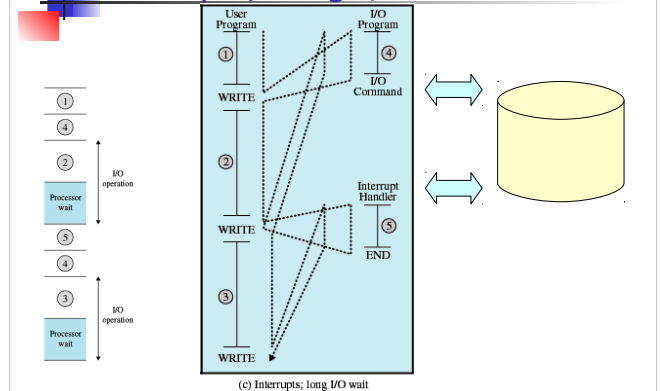 1
4
2
I/O
operation
Processor
wait
5
4
3
I/O
operation
Processor
wait
User
Program
I/O
Program
1
4
WRITE
I/O
Command
2
Interrupt
Handler
WRITE
5
END
3
WRITE
(c) Interrupts; long I/O wait